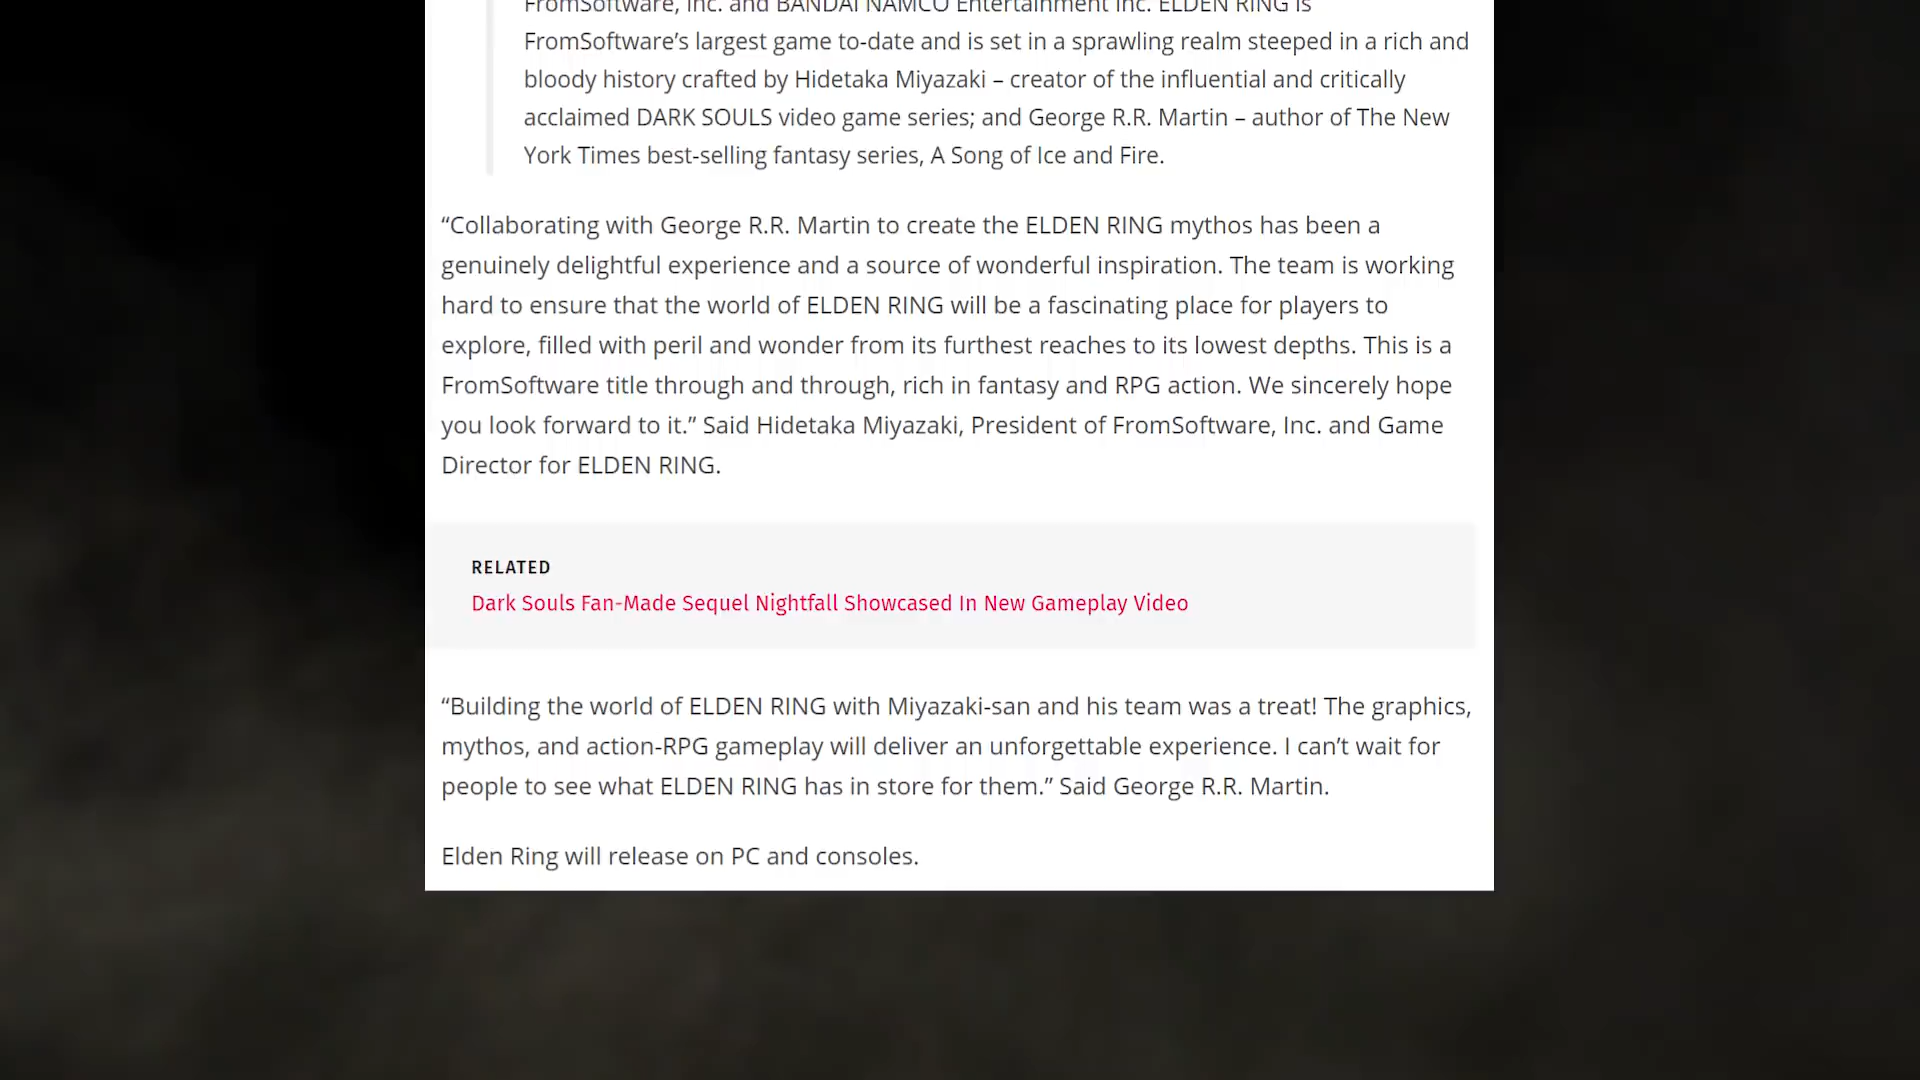 FromSoftware, Inc. and BANDAI NAMCO Entertainment Inc. ELDEN RING is
FromSoftware’s largest game to-date and is set in a sprawling realm steeped in a rich and
bloody history crafted by Hidetaka Miyazaki – creator of the influential and critically
acclaimed DARK SOULS video game series; and George R.R. Martin – author of The New
York Times best-selling fantasy series, A Song of Ice and Fire.
“Collaborating with George R.R. Martin to create the ELDEN RING mythos has been a
genuinely delightful experience and a source of wonderful inspiration. The team is working
hard to ensure that the world of ELDEN RING will be a fascinating place for players to
explore, filled with peril and wonder from its furthest reaches to its lowest depths. This is a
FromSoftware title through and through, rich in fantasy and RPG action. We sincerely hope
you look forward to it.” Said Hidetaka Miyazaki, President of FromSoftware, Inc. and Game
Director for ELDEN RING.
RELATED
Dark Souls Fan-Made Sequel Nightfall Showcased In New Gameplay Video
“Building the world of ELDEN RING with Miyazaki-san and his team was a treat! The graphics,
mythos, and action-RPG gameplay will deliver an unforgettable experience. I can’t wait for
people to see what ELDEN RING has in store for them.” Said George R.R. Martin.
Elden Ring will release on PC and consoles.